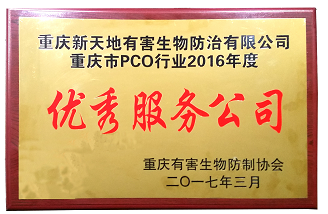 重庆新天地有害生物防治有限公司
重庆市PCO行业2016年度
优秀服务公司
重庆有害生物防制协会
二〇一七年三月